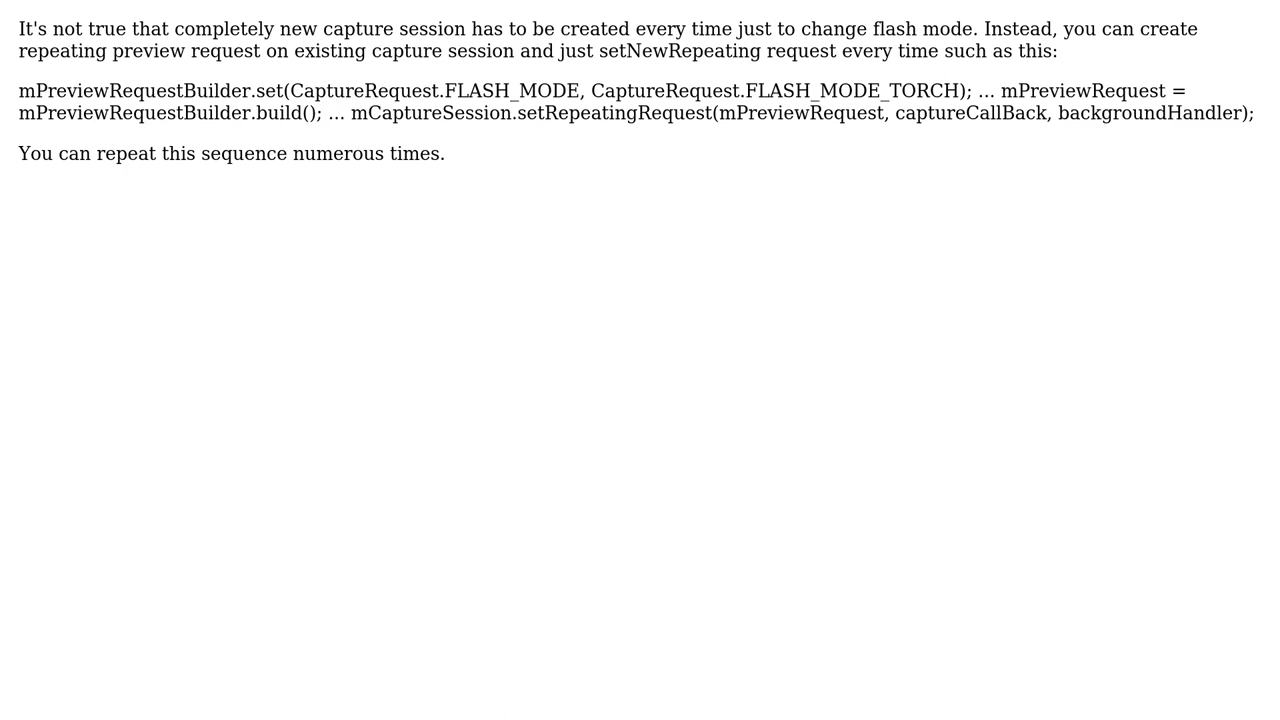 It's not true that completely new capture session has to be created every time just to change flash mode. Instead, you can create
repeating preview request on existing capture session and just setNewRepeating request every time such as this:
mPreviewRequestBuilder.set(CaptureRequest.FLASH_MODE, CaptureRequest.FLASH_MODE_TORCH); ... mPreviewRequest =
mPreviewRequestBuilder.build(); ... mCaptureSession.setRepeatingRequest(mPreviewRequest, captureCallBack, backgroundHandler);
You can repeat this sequence numerous times.